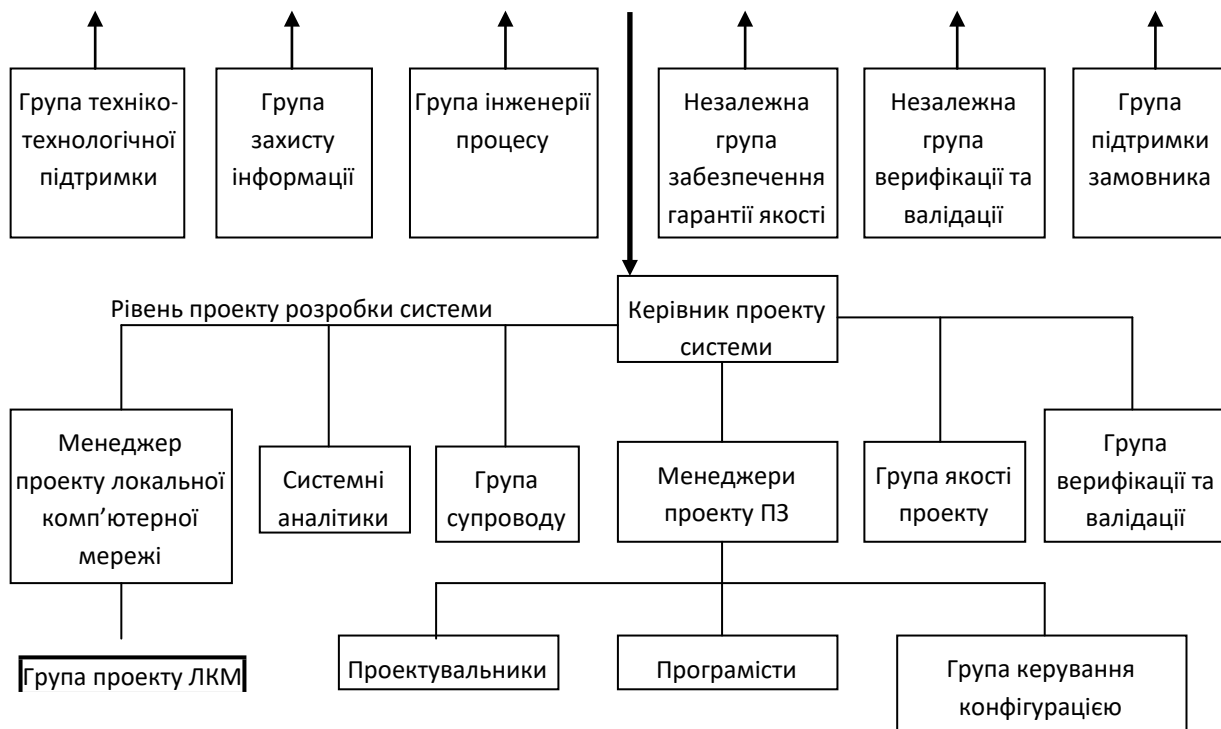 Група техніко-
технологічної
підтримки
Група
захисту
інформації
Група інженерії
процесу
Незалежна
група
забезпечення
гарантії якості
Незалежна
група
верифікації та
валідації
Група
підтримки
замовника
Рівень проекту розробки системи
Керівник проекту
системи
Менеджер
проекту локальної
комп’ютерної
мережі
Системні
аналітики
Група
супроводу
Менеджери
проекту ПЗ
Група якості
проекту
Група
верифікації та
валідації
Група проекту ЛКМ
Проектувальники
Програмісти
Група керування
конфігурацією